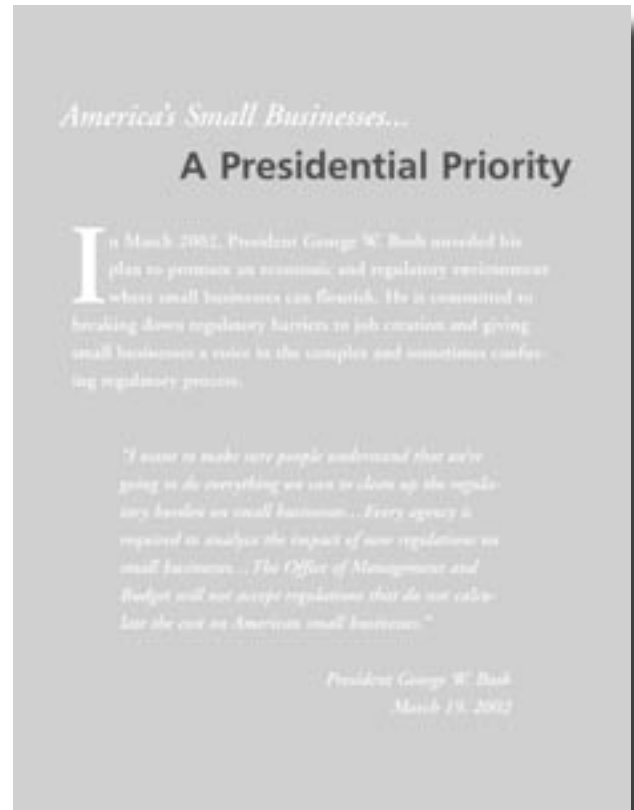 America's Small Businesses...
A Presidential Priority
In March 2002, President George W. Bush unveiled his
plan to promote an economic and regulatory environment
where small businesses can flourish. He is committed to
breaking down regulatory barriers to job creation and giving
small businesses a voice in the complex and sometimes confus-
ing regulatory process.
"I want to make sure people understand that we're
going to do everything we can to clean up the regula-
tory burden on small businesses...Every agency is
required to analyze the impact of new regulations on
small businesses...The Office of Management and
Budget will not accept regulations that do not calcu-
late the cost on American small businesses."
President George W. Bush
March 19, 2002